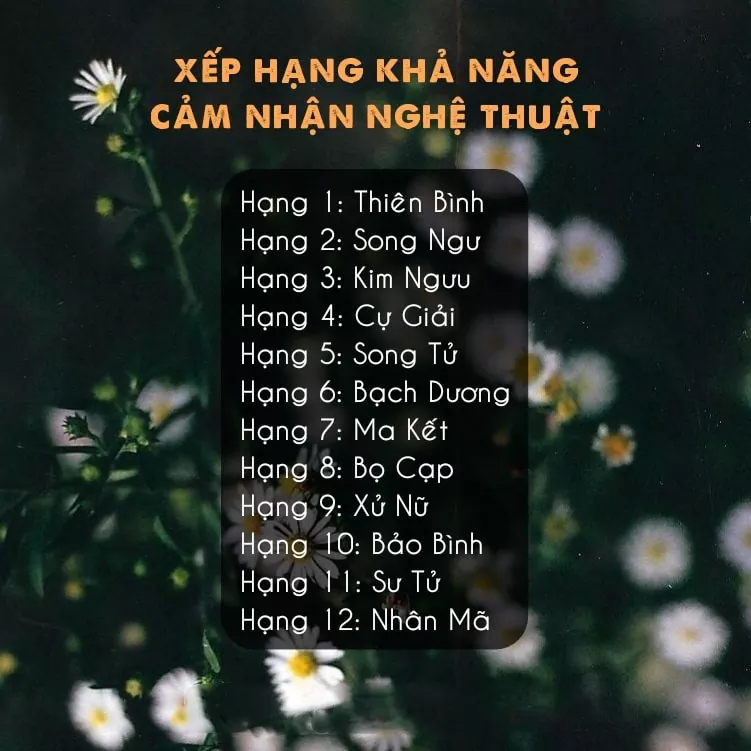 XẾP HẠNG KHẢ NĂNG
CẢM NHẬN NGHỆ THUẬT
Hạng 1: Thiên Bình
Hạng 2: Song Ngư
Hạng 3: Kim Ngưu
Hạng 4: Cự Giải
Hạng 5: Song Tử
Hạng 6: Bạch Dương
Hạng 7: Ma Kết
Hạng 8: Bọ Cạp
Hạng 9: Xử Nữ
Hạng 10: Bảo Bình
Hạng 11: Sư Tử
Hạng 12: Nhân Mã